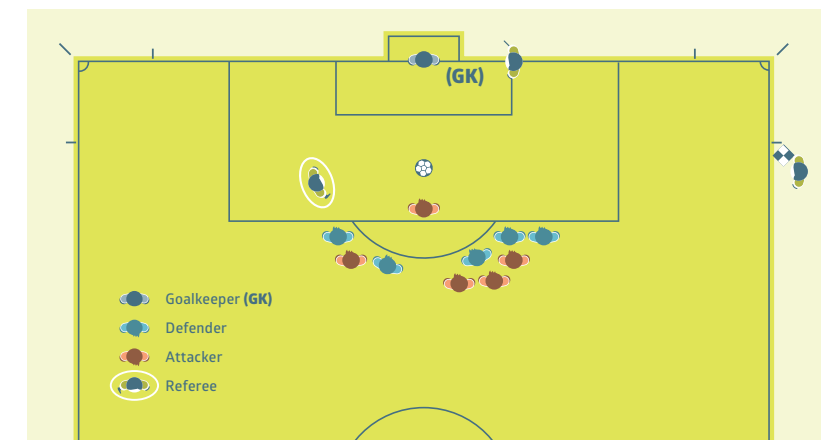 (GK)
Goalkeeper (GK)
Defender
Attacker
Referee